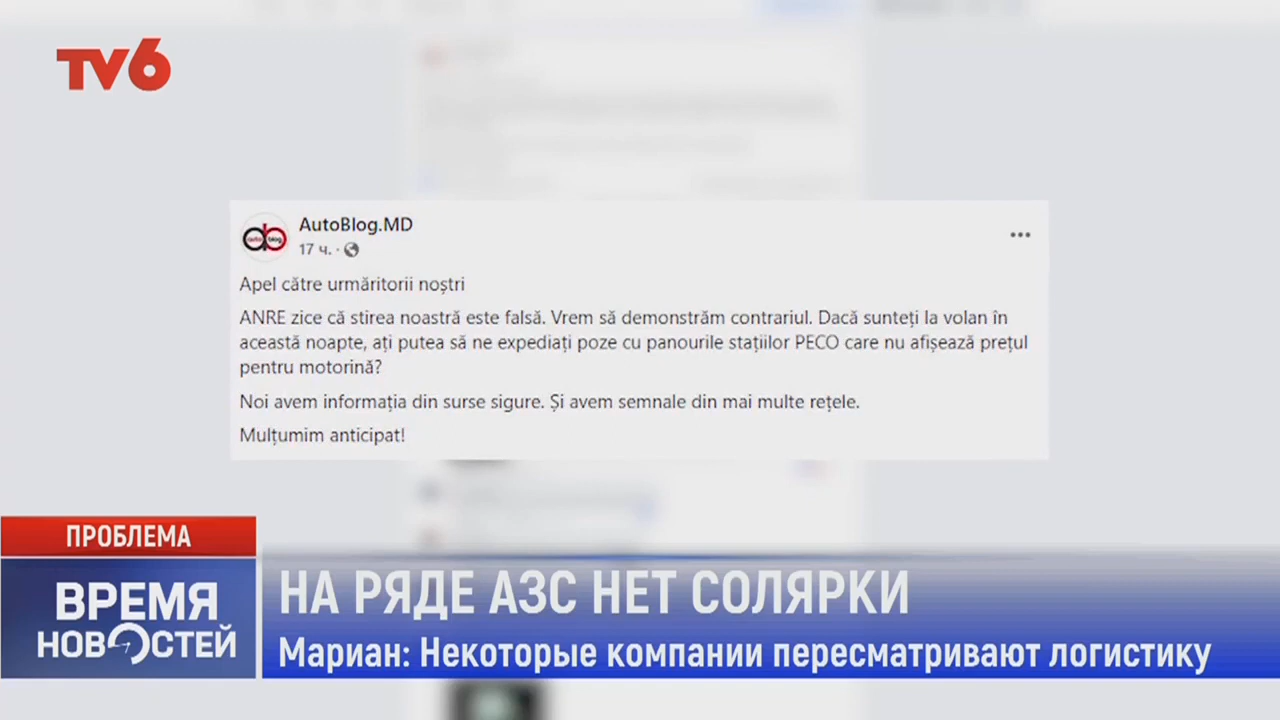 TV6
AutoBlog.MD
auto blog
17 ч. ·
Apel către urmăritorii noștri
ANRE zice că stirea noastră este falsă. Vrem să demonstrăm contrariul. Dacă sunteți la volan în
această noapte, ați putea să ne expediați poze cu panourile stațiilor PECO care nu afișează prețul
pentru motorină?
Noi avem informația din surse sigure. Și avem semnale din mai multe rețele.
Mulțumim anticipat!
ПРОБЛЕМА
ВРЕМЯ
НОВОСТЕЙ
НА РЯДЕ АЗС НЕТ СОЛЯРКИ
Мариан: Некоторые компании пересматривают логистику